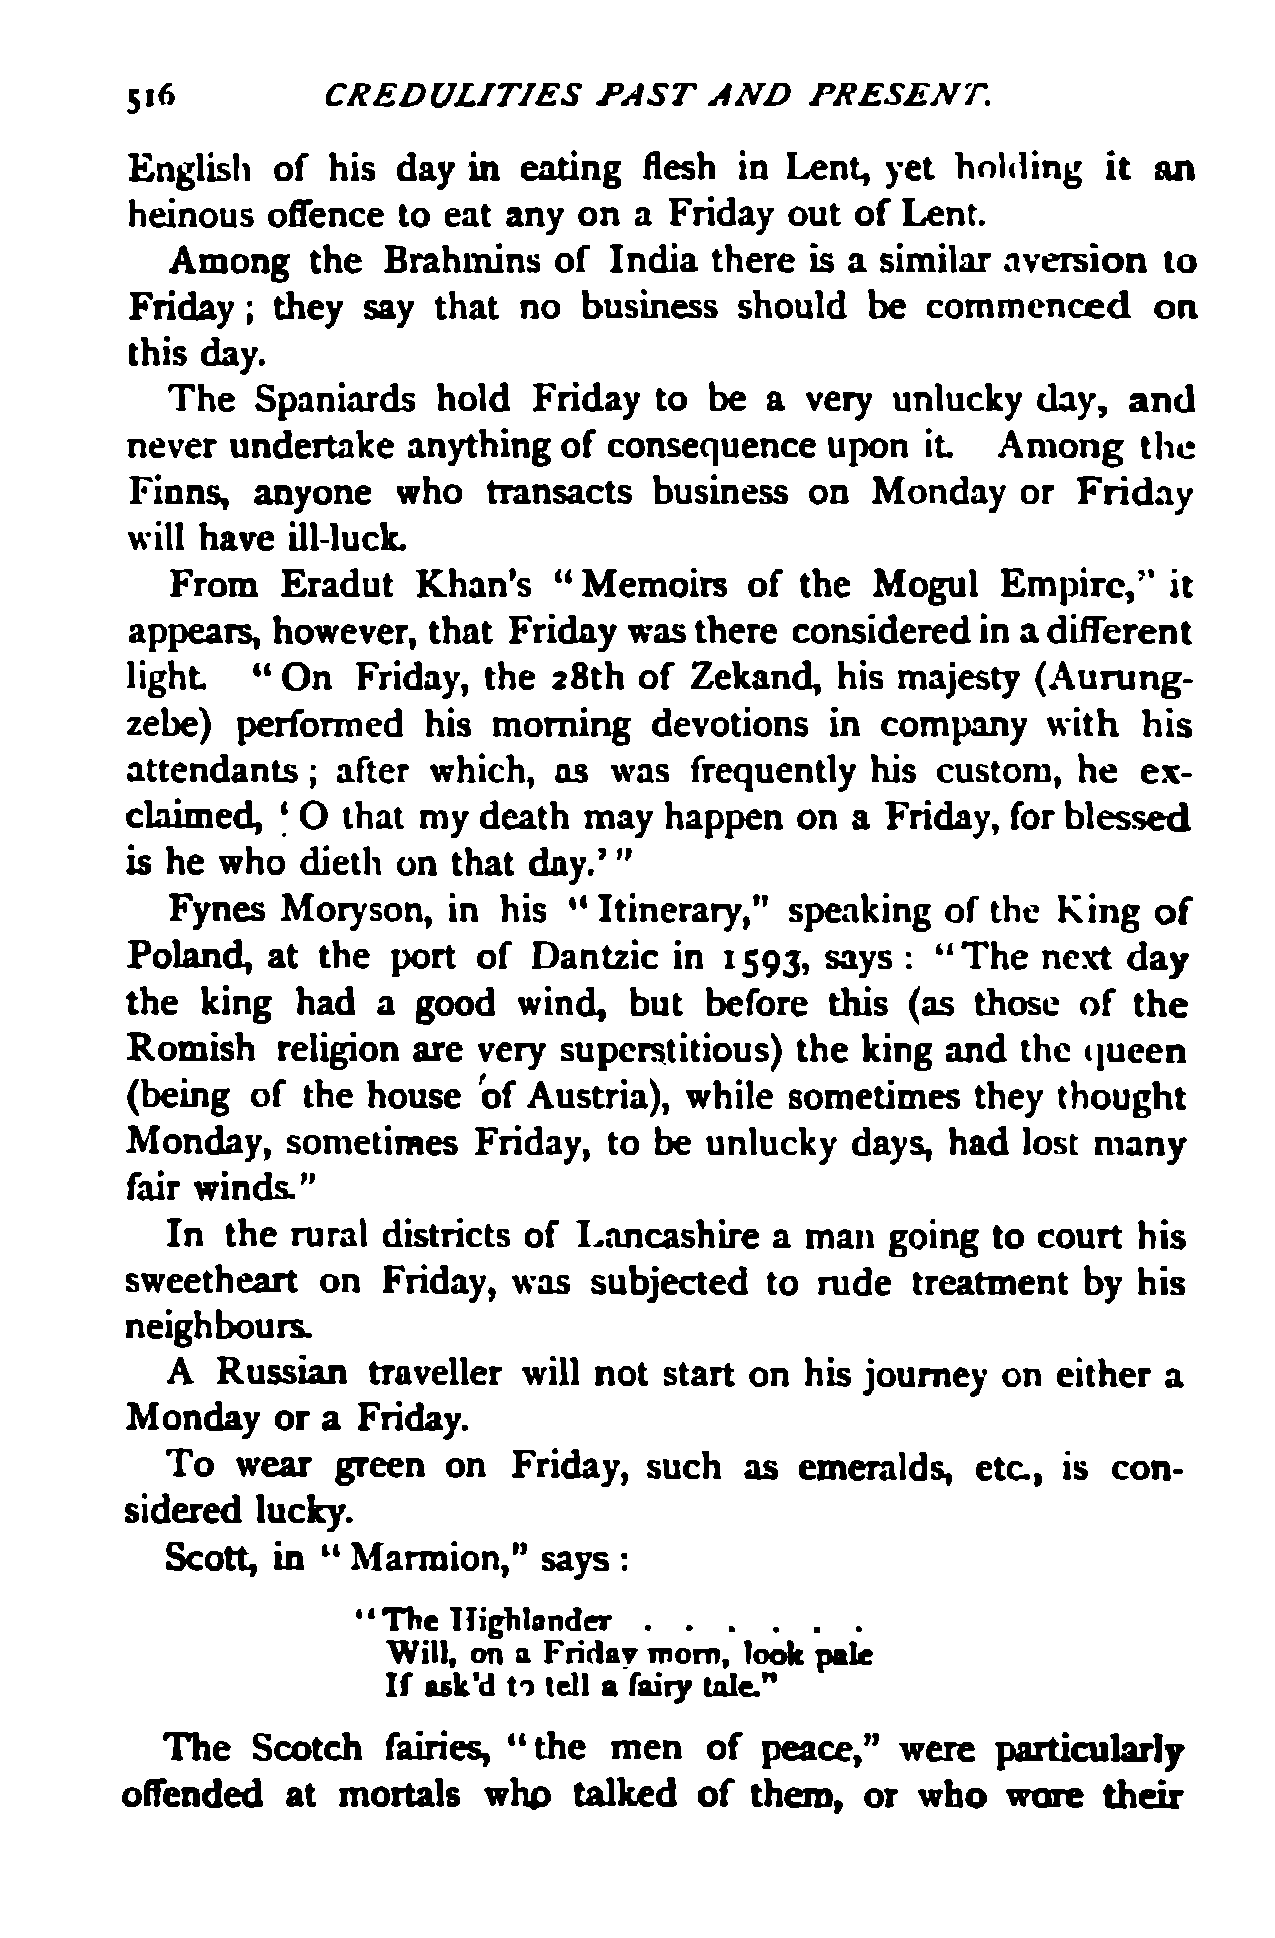 516 CREDULITIES PAST AND PRESENT.
English of his day in eating flesh in Lent, yet holding it an
heinous offence to eat any on a Friday out of Lent.
Among the Brahmins of India there is a similar aversion to
Friday ; they say that no business should be commenced on
this day.
The Spaniards hold Friday to be a very unlucky day, and
never undertake anything of consequence upon it. Among the
Finns, anyone who transacts business on Monday or Friday
will have ill-luck.
From Eradut Khan's "Memoirs of the Mogul Empire," it
appears, however, that Friday was there considered in a different
light. "On Friday, the 28th of Zekand, his majesty (Aurung-
zebe) performed his morning devotions in company with his
attendants ; after which, as was frequently his custom, he ex-
claimed, 'O that my death may happen on a Friday, for blessed
is he who dieth on that day.'"
Fynes Moryson, in his "Itinerary," speaking of the King of
Poland, at the port of Dantzic in 1593, says : "The next day
the king had a good wind, but before this (as those of the
Romish religion are very superstitious) the king and the queen
(being of the house of Austria), while sometimes they thought
Monday, sometimes Friday, to be unlucky days, had lost many
fair winds."
In the rural districts of Lancashire a man going to court his
sweetheart on Friday, was subjected to rude treatment by his
neighbours.
A Russian traveller will not start on his journey on either a
Monday or a Friday.
To wear green on Friday, such as emeralds, etc., is con-
sidered lucky.
Scott, in "Marmion," says :
"The Highlander . . . . . .
Will, on a Friday morn, look pale
If ask'd to tell a fairy tale."
The Scotch fairies, "the men of peace," were particularly
offended at mortals who talked of them, or who wore their